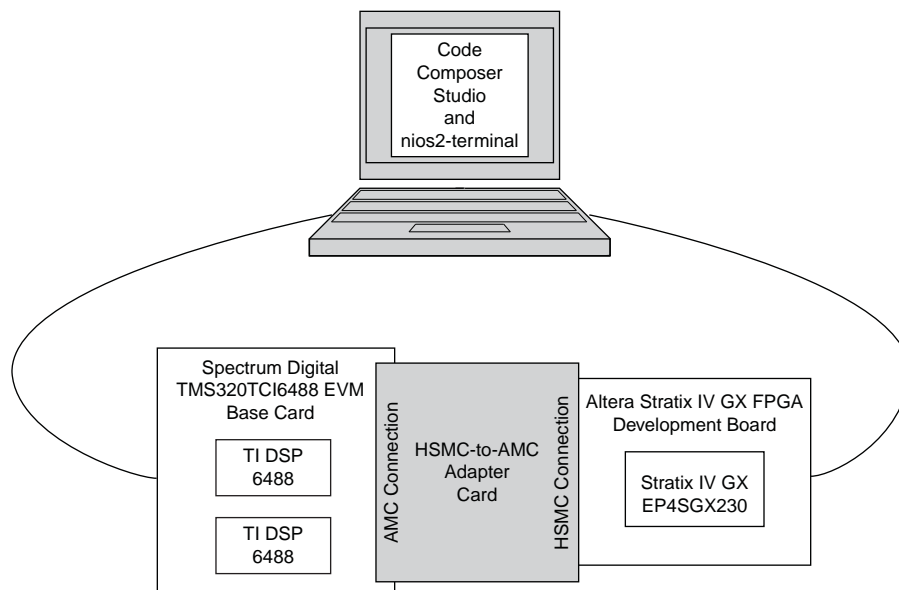 Code
Composer
Studio
and
nios2-terminal
Spectrum Digital
TMS320TCI6488 EVM
Base Card
TI DSP
6488
TI DSP
6488
AMC Connection
HSMC-to-AMC
Adapter
Card
HSMC Connection
Altera Stratix IV GX FPGA
Development Board
Stratix IV GX
EP4SGX230